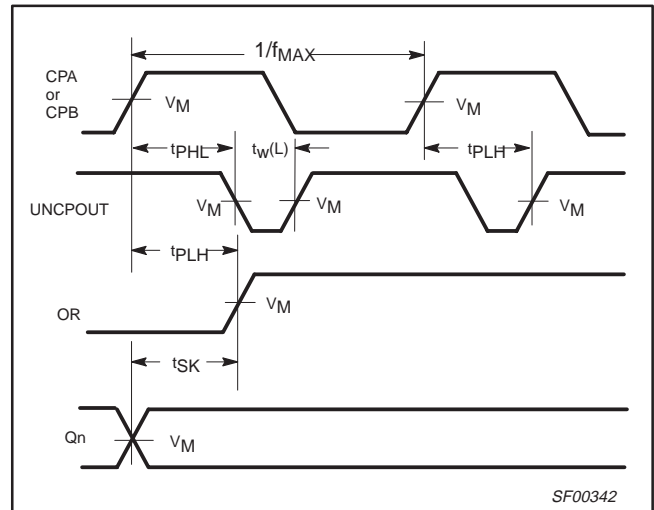 1/fMAX
CPA
or
CPB
VM
VM
tPHL
tw(L)
tPLH
UNCPOUT
VM
VM
VM
tPLH
OR
VM
tSK
Qn
VM
SF00342